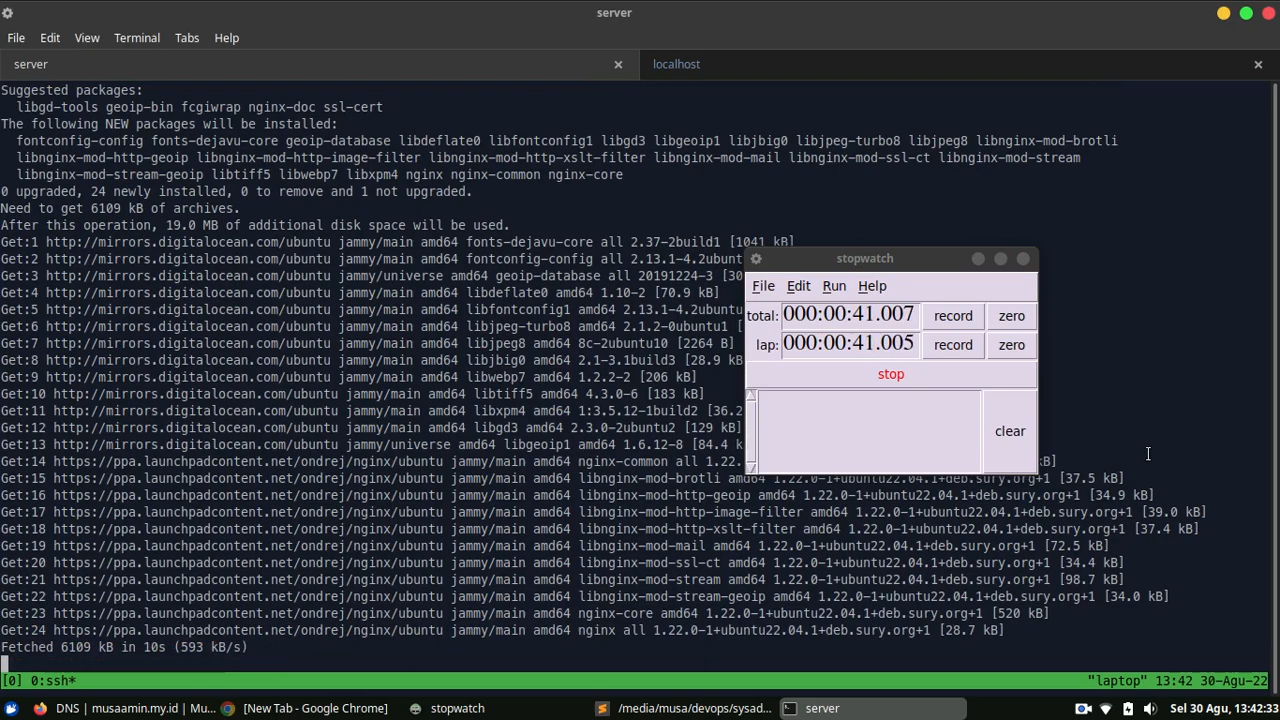 server
File Edit View Terminal Tabs Help
server
localhost
Suggested packages:
libgd-tools geoip-bin fcgiwrap nginx-doc ssl-cert
The following NEW packages will be installed:
fontconfig-config fonts-dejavu-core geoip-database libdeflate0 libfontconfig1 libgd3 libgeoip1 libjbig0 libjpeg-turbo8 libjpeg8 libnginx-mod-brotli
libnginx-mod-http-geoip libnginx-mod-http-image-filter libnginx-mod-http-xslt-filter libnginx-mod-mail libnginx-mod-ssl-ct libnginx-mod-stream
libnginx-mod-stream-geoip libtiff5 libwebp7 libxpm4 nginx nginx-common nginx-core
0 upgraded, 24 newly installed, 0 to remove and 1 not upgraded.
Need to get 6109 kB of archives.
After this operation, 19.0 MB of additional disk space will be used.
Get:1 http://mirrors.digitalocean.com/ubuntu jammy/main amd64 fonts-dejavu-core all 2.37-2build1 [1041 kB]
Get:2 http://mirrors.digitalocean.com/ubuntu jammy/main amd64 fontconfig-config all 2.13.1-4.2ubuntu
Get:3 http://mirrors.digitalocean.com/ubuntu jammy/universe amd64 geoip-database all 20191224-3 [30
Get:4 http://mirrors.digitalocean.com/ubuntu jammy/main amd64 libdeflate0 amd64 1.10-2 [70.9 kB]
Get:5 http://mirrors.digitalocean.com/ubuntu jammy/main amd64 libfontconfig1 amd64 2.13.1-4.2ubuntu
Get:6 http://mirrors.digitalocean.com/ubuntu jammy/main amd64 libjpeg-turbo8 amd64 2.1.2-0ubuntu1
Get:7 http://mirrors.digitalocean.com/ubuntu jammy/main amd64 libjpeg8 amd64 8c-2ubuntu10 [2264 B]
Get:8 http://mirrors.digitalocean.com/ubuntu jammy/main amd64 libjbig0 amd64 2.1-3.1build3 [28.9 kB]
Get:9 http://mirrors.digitalocean.com/ubuntu jammy/main amd64 libwebp7 amd64 1.2.2-2 [206 kB]
Get:10 http://mirrors.digitalocean.com/ubuntu jammy/main amd64 libtiff5 amd64 4.3.0-6 [183 kB]
Get:11 http://mirrors.digitalocean.com/ubuntu jammy/main amd64 libxpm4 amd64 1:3.5.12-1build2 [36.2
Get:12 http://mirrors.digitalocean.com/ubuntu jammy/main amd64 libgd3 amd64 2.3.0-2ubuntu2 [129 kB]
Get:13 http://mirrors.digitalocean.com/ubuntu jammy/universe amd64 libgeoip1 amd64 1.6.12-8 [84.4 k
Get:14 https://ppa.launchpadcontent.net/ondrej/nginx/ubuntu jammy/main amd64 nginx-common all 1.22. kB]
Get:15 https://ppa.launchpadcontent.net/ondrej/nginx/ubuntu jammy/main amd64 libnginx-mod-brotli amd64 1.22.0-1+ubuntu22.04.1+deb.sury.org+1 [37.5 kB]
Get:16 https://ppa.launchpadcontent.net/ondrej/nginx/ubuntu jammy/main amd64 libnginx-mod-http-geoip amd64 1.22.0-1+ubuntu22.04.1+deb.sury.org+1 [34.9 kB]
Get:17 https://ppa.launchpadcontent.net/ondrej/nginx/ubuntu jammy/main amd64 libnginx-mod-http-image-filter amd64 1.22.0-1+ubuntu22.04.1+deb.sury.org+1 [39.0 kB]
Get:18 https://ppa.launchpadcontent.net/ondrej/nginx/ubuntu jammy/main amd64 libnginx-mod-http-xslt-filter amd64 1.22.0-1+ubuntu22.04.1+deb.sury.org+1 [37.4 kB]
Get:19 https://ppa.launchpadcontent.net/ondrej/nginx/ubuntu jammy/main amd64 libnginx-mod-mail amd64 1.22.0-1+ubuntu22.04.1+deb.sury.org+1 [72.5 kB]
Get:20 https://ppa.launchpadcontent.net/ondrej/nginx/ubuntu jammy/main amd64 libnginx-mod-ssl-ct amd64 1.22.0-1+ubuntu22.04.1+deb.sury.org+1 [34.4 kB]
Get:21 https://ppa.launchpadcontent.net/ondrej/nginx/ubuntu jammy/main amd64 libnginx-mod-stream amd64 1.22.0-1+ubuntu22.04.1+deb.sury.org+1 [98.7 kB]
Get:22 https://ppa.launchpadcontent.net/ondrej/nginx/ubuntu jammy/main amd64 libnginx-mod-stream-geoip amd64 1.22.0-1+ubuntu22.04.1+deb.sury.org+1 [34.0 kB]
Get:23 https://ppa.launchpadcontent.net/ondrej/nginx/ubuntu jammy/main amd64 nginx-core amd64 1.22.0-1+ubuntu22.04.1+deb.sury.org+1 [520 kB]
Get:24 https://ppa.launchpadcontent.net/ondrej/nginx/ubuntu jammy/main amd64 nginx all 1.22.0-1+ubuntu22.04.1+deb.sury.org+1 [28.7 kB]
Fetched 6109 kB in 10s (593 kB/s)
stopwatch
File Edit Run Help
total: 000:00:41.007 record zero
lap: 000:00:41.005 record zero
stop
clear
[0] 0:ssh* "laptop" 13:42 30-Agu-22
DNS | musaamin.my.id | Mu... [New Tab - Google Chrome] stopwatch /media/musa/devops/sysad... server Sel 30 Agu, 13:42:33